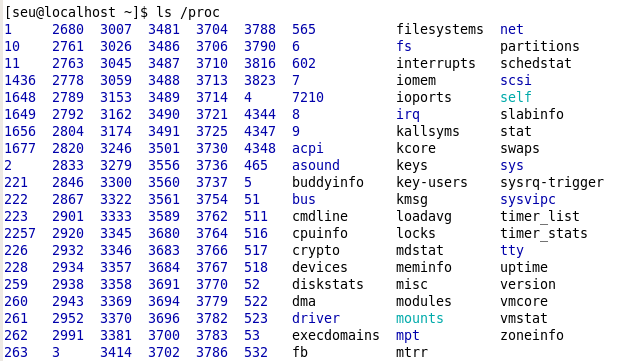 [seu@localhost ~]$ ls /proc
1 2680 3007 3481 3704 3788 565 filesystems net
10 2761 3026 3486 3706 3790 6 fs partitions
11 2763 3045 3487 3710 3816 602 interrupts schedstat
1436 2778 3059 3488 3713 3823 7 iomem scsi
1648 2789 3153 3489 3714 4 7210 ioports self
1649 2792 3162 3490 3721 4344 8 irq slabinfo
1656 2804 3174 3491 3725 4347 9 kallsyms stat
1677 2820 3246 3501 3730 4348 acpi kcore swaps
2 2833 3279 3556 3736 465 asound keys sys
221 2846 3300 3560 3737 5 buddyinfo key-users sysrq-trigger
222 2867 3322 3561 3754 51 bus kmsg sysvipc
223 2901 3333 3589 3762 511 cmdline loadavg timer_list
2257 2920 3345 3680 3764 516 cpuinfo locks timer_stats
226 2932 3346 3683 3766 517 crypto mdstat tty
228 2934 3357 3684 3767 518 devices meminfo uptime
259 2938 3358 3691 3770 52 diskstats misc version
260 2943 3369 3694 3779 522 dma modules vmcore
261 2952 3370 3696 3782 523 driver mounts vmstat
262 2991 3381 3700 3783 53 execdomains mpt zoneinfo
263 3 3414 3702 3786 532 fb mtrr